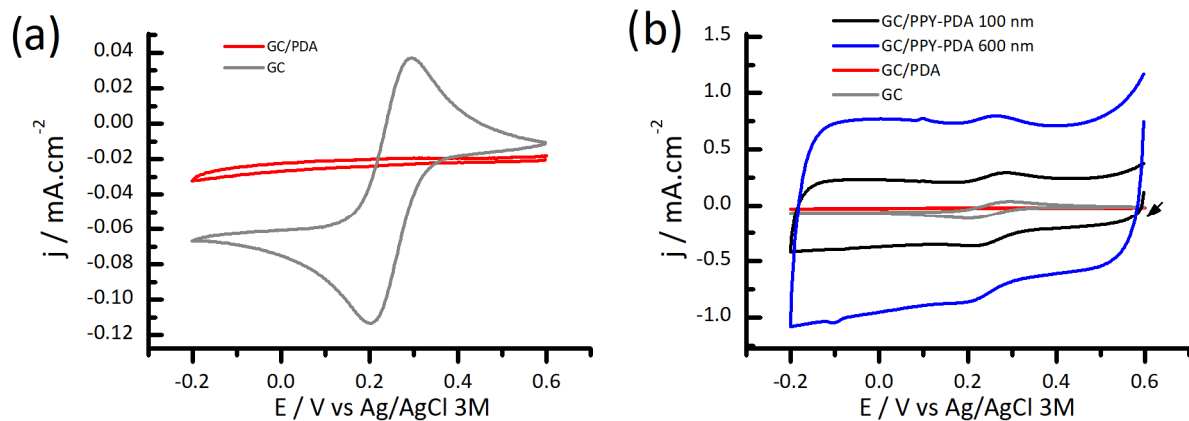 (a)
GC/PDA
GC
0.04
0.00
-0.02
-0.04
-0.06
-0.08
-0.10
-0.12
j / mA.cm-2
-0.2
0.0
0.2
0.4
0.6
E / V vs Ag/AgCl 3M
(b)
GC/PPY-PDA 100 nm
GC/PPY-PDA 600 nm
GC/PDA
GC
1.5
1.0
0.5
0.0
-0.5
-1.0
j / mA.cm-2
-0.2
0.0
0.2
0.4
0.6
E / V vs Ag/AgCl 3M